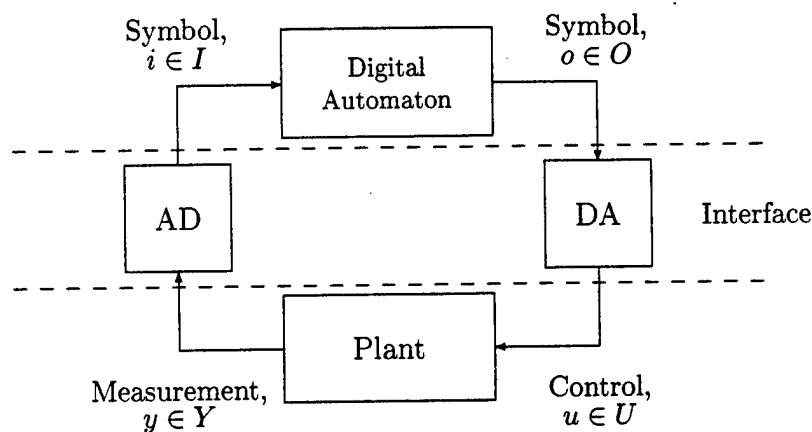 Symbol,
i ∈ I
Digital
Automaton
Symbol,
o ∈ O
AD
DA
Interface
Plant
Measurement,
y ∈ Y
Control,
u ∈ U